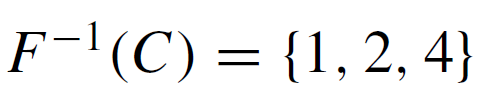 F⁻¹(C) = {1, 2, 4}